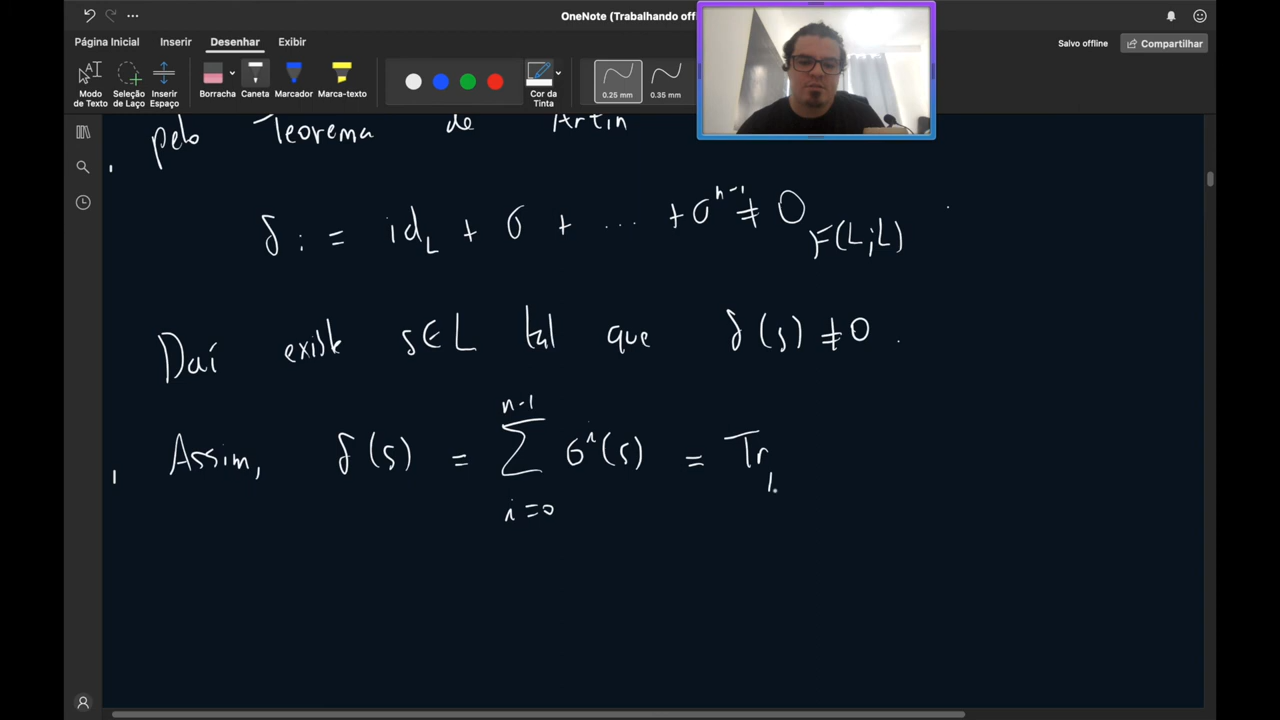 OneNote (Trabalhando off
Página Inicial Inserir Desenhar Exibir
Salvo offline Compartilhar
Modo de Texto Seleção de Laço Inserir Espaço Borracha Caneta Marcador Marca-texto Cor da Tinta 0.25 mm 0.35 mm
pelo Teorema de Artin
δ := id_L + σ + ... + σ^{n-1} ≠ 0_{F(L;L)}
Daí existe s∈L tal que δ(s) ≠ 0.
Assim, δ(s) = ∑_{i=0}^{n-1} σ^i(s) = Tr